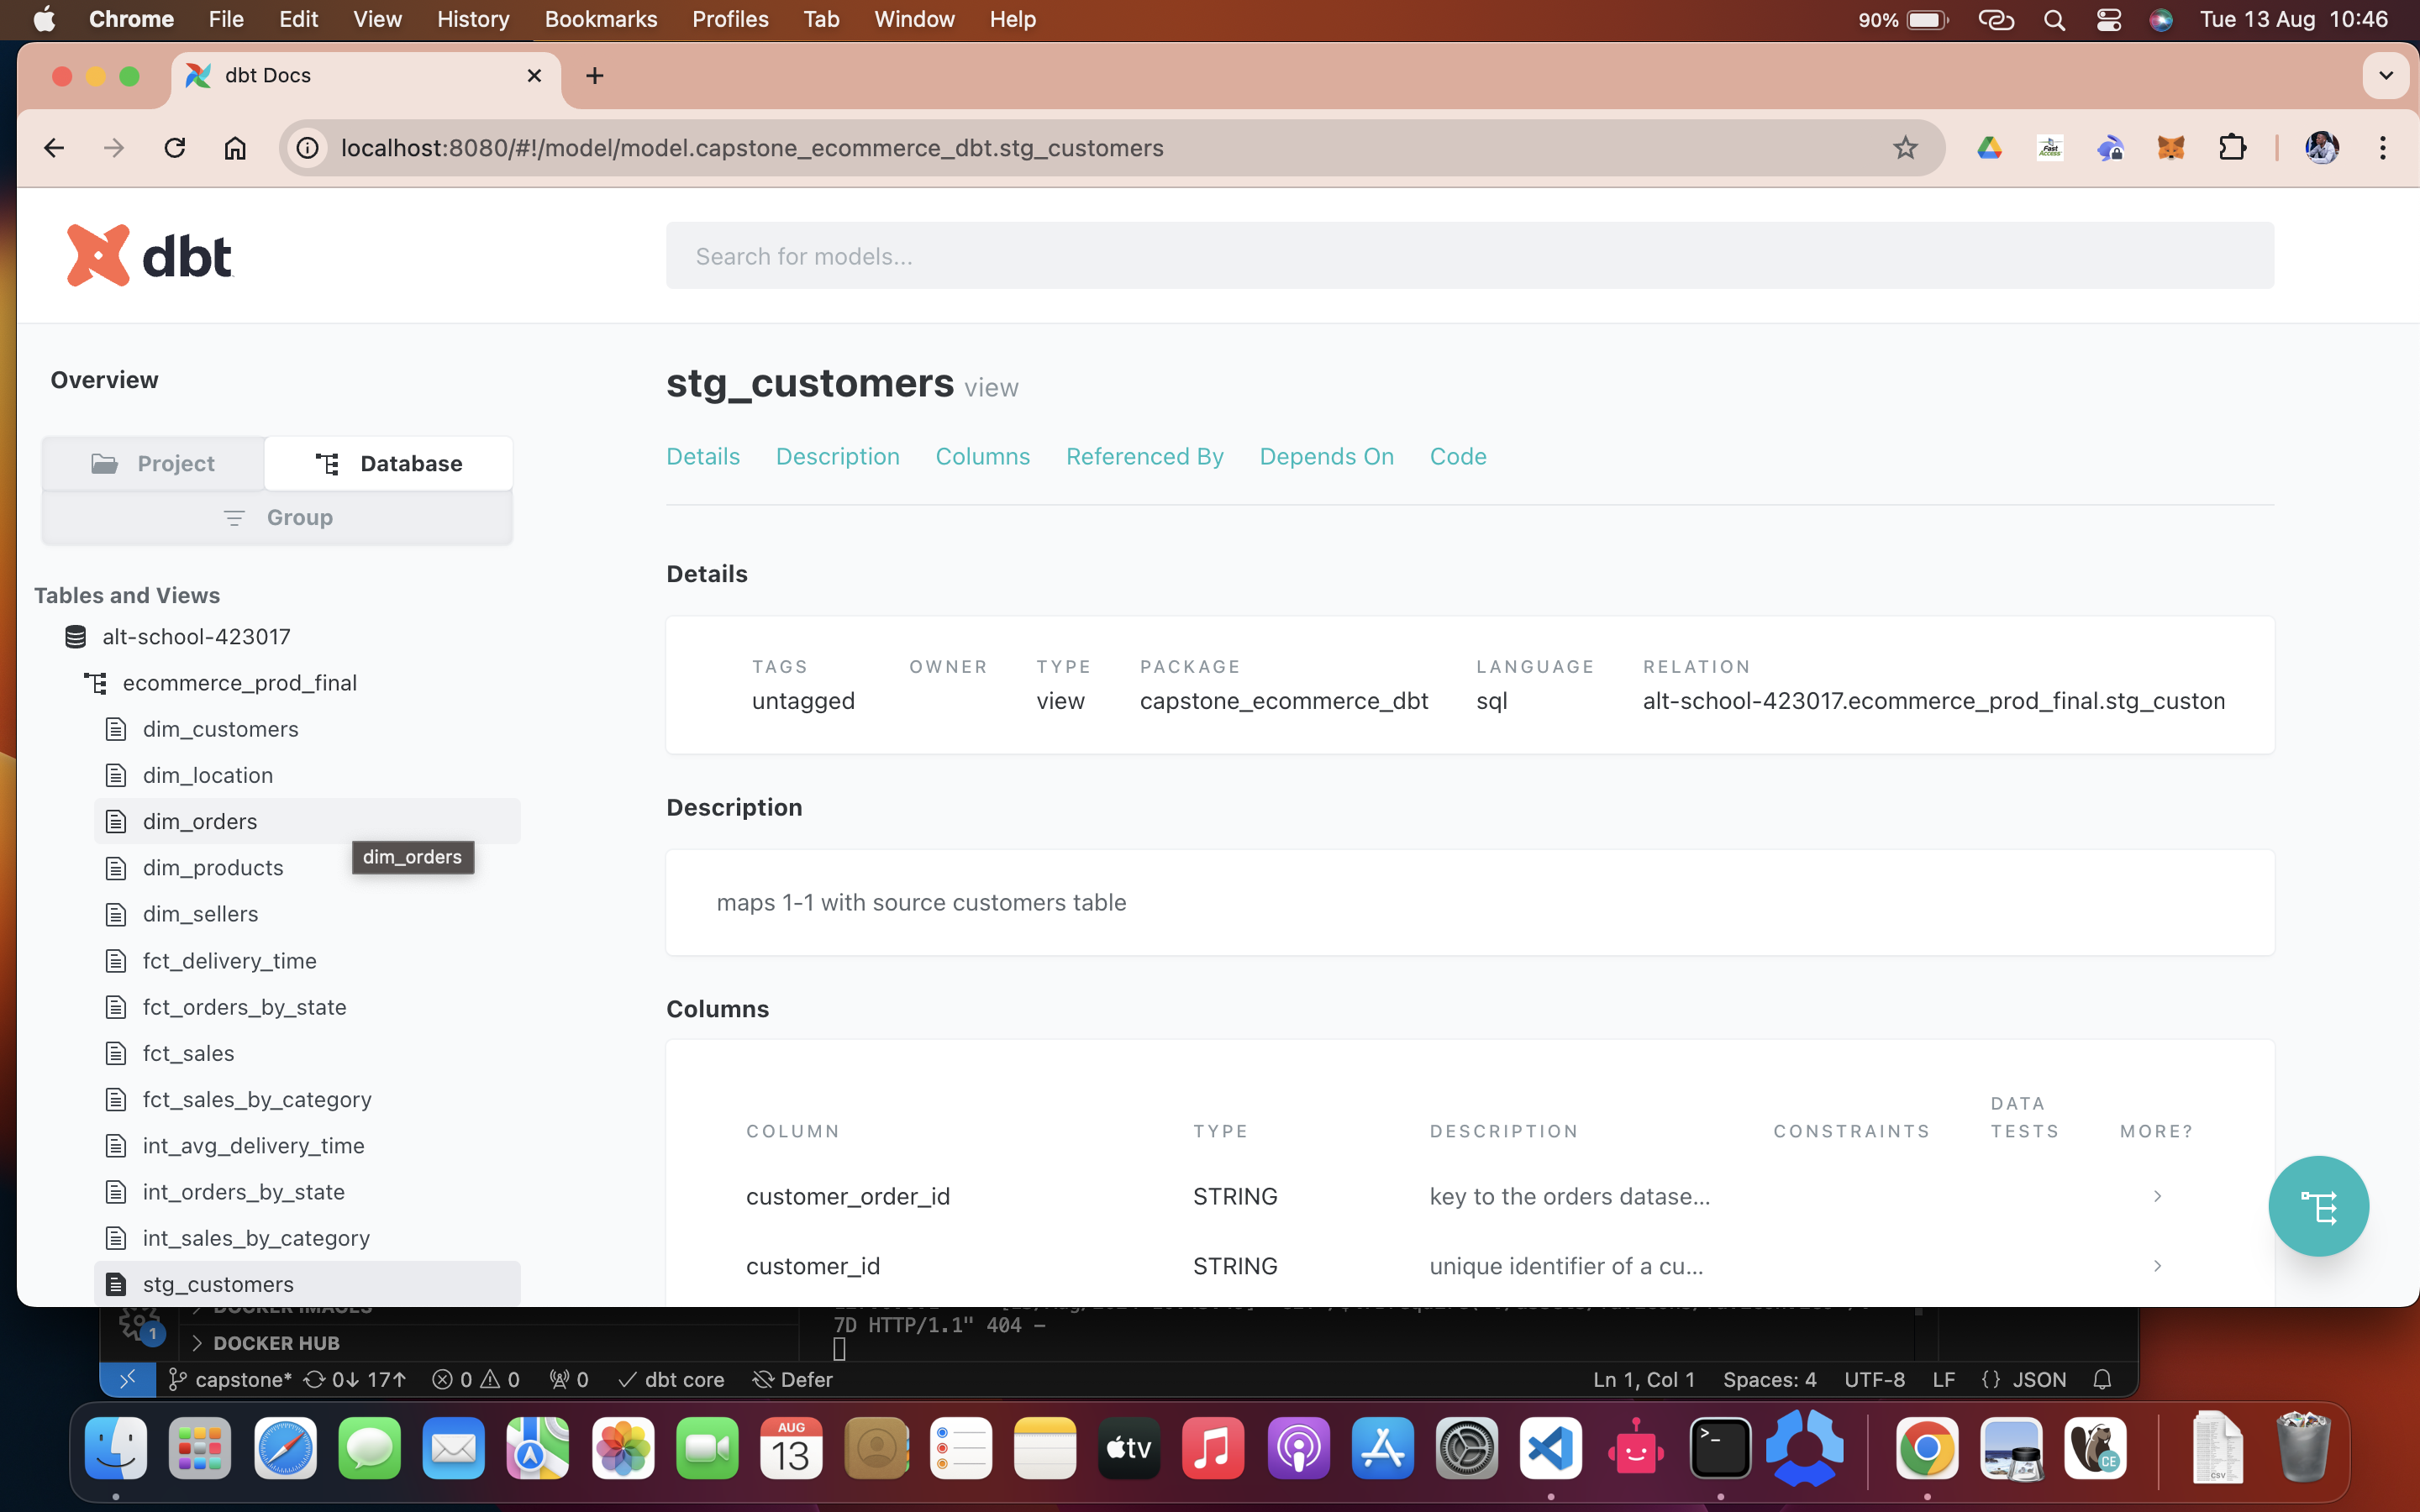 Chrome File Edit View History Bookmarks Profiles Tab Window Help 90% Tue 13 Aug 10:46
dbt Docs
localhost:8080/#!/model/model.capstone_ecommerce_dbt.stg_customers
Fast Access
dbt
Search for models...
Overview
Project Database
Group
Tables and Views
alt-school-423017
ecommerce_prod_final
dim_customers
dim_location
dim_orders
dim_orders
dim_products
dim_sellers
fct_delivery_time
fct_orders_by_state
fct_sales
fct_sales_by_category
int_avg_delivery_time
int_orders_by_state
int_sales_by_category
stg_customers
stg_customers view
Details Description Columns Referenced By Depends On Code
Details
TAGS OWNER TYPE PACKAGE LANGUAGE RELATION
untagged view capstone_ecommerce_dbt sql alt-school-423017.ecommerce_prod_final.stg_custon
Description
maps 1-1 with source customers table
Columns
COLUMN TYPE DESCRIPTION CONSTRAINTS DATA TESTS MORE?
customer_order_id STRING key to the orders datase...
customer_id STRING unique identifier of a cu...
DOCKER IMAGES
1
DOCKER HUB
7D HTTP/1.1" 404 -
capstone* 0↓ 17↑ 0 0 0 dbt core Defer Ln 1, Col 1 Spaces: 4 UTF-8 LF {} JSON
AUG
13
tv
>_
CE
CSV